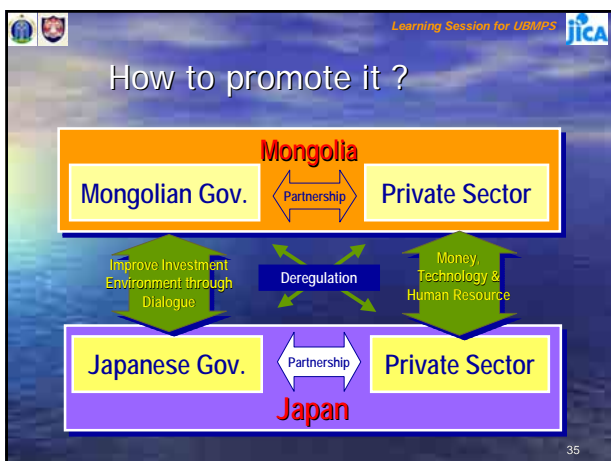 Learning Session for UBMPS
jICA
How to promote it ?
Mongolia
Mongolian Gov.
Partnership
Private Sector
Improve Investment
Environment through
Dialogue
Deregulation
Money,
Technology &
Human Resource
Japanese Gov.
Partnership
Private Sector
Japan
35